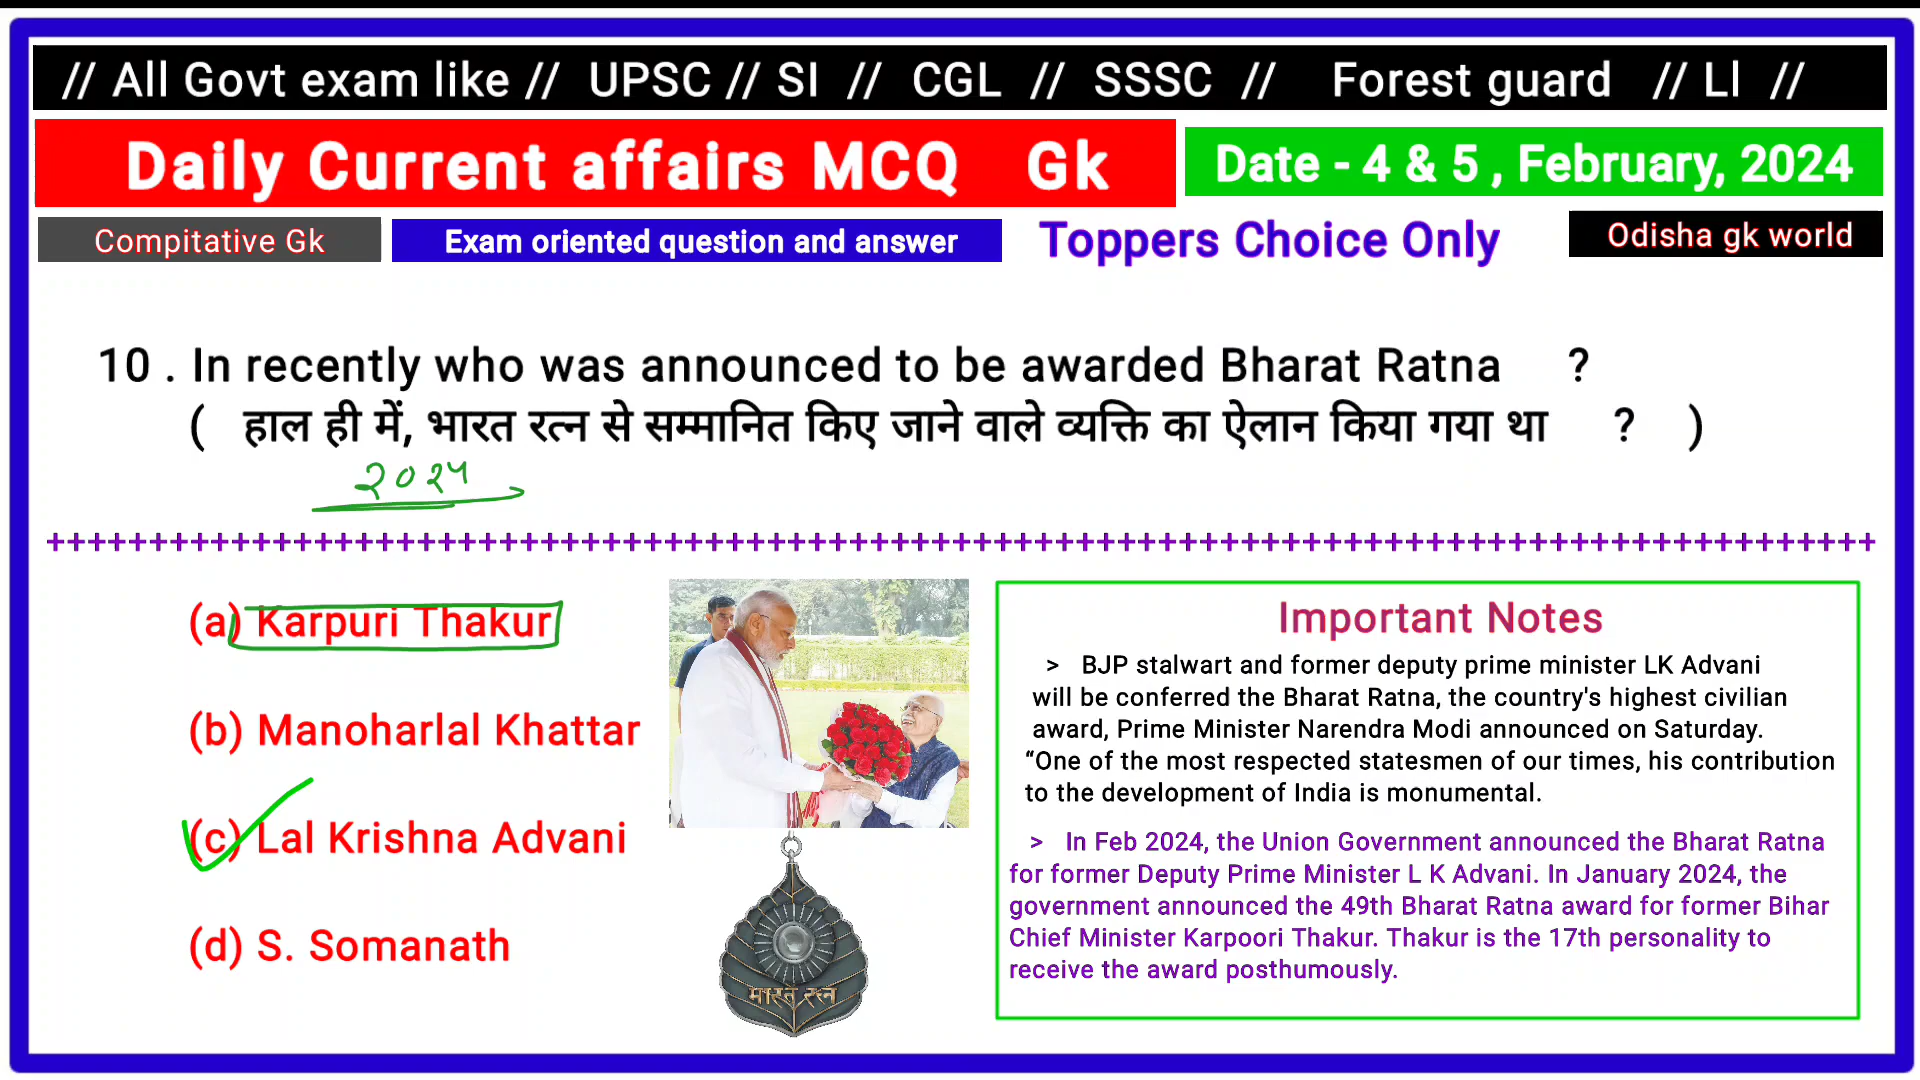 // All Govt exam like // UPSC // SI // CGL // SSSC // Forest guard // Ll //
Daily Current affairs MCQ Gk
Date - 4 & 5 , February, 2024
Compitative Gk
Exam oriented question and answer
Toppers Choice Only
Odisha gk world
10 . In recently who was announced to be awarded Bharat Ratna ?
( हाल ही में, भारत रत्न से सम्मानित किए जाने वाले व्यक्ति का ऐलान किया गया था ? )
२०२४
+++++++++++++++++++++++++++++++++++++++++++++++++++++++++++++++++++++++++++++++++++++++++
(a) Karpuri Thakur
(b) Manoharlal Khattar
(c) Lal Krishna Advani
(d) S. Somanath
भारत रत्न
Important Notes
> BJP stalwart and former deputy prime minister LK Advani
will be conferred the Bharat Ratna, the country's highest civilian
award, Prime Minister Narendra Modi announced on Saturday.
“One of the most respected statesmen of our times, his contribution
to the development of India is monumental.
> In Feb 2024, the Union Government announced the Bharat Ratna
for former Deputy Prime Minister L K Advani. In January 2024, the
government announced the 49th Bharat Ratna award for former Bihar
Chief Minister Karpoori Thakur. Thakur is the 17th personality to
receive the award posthumously.